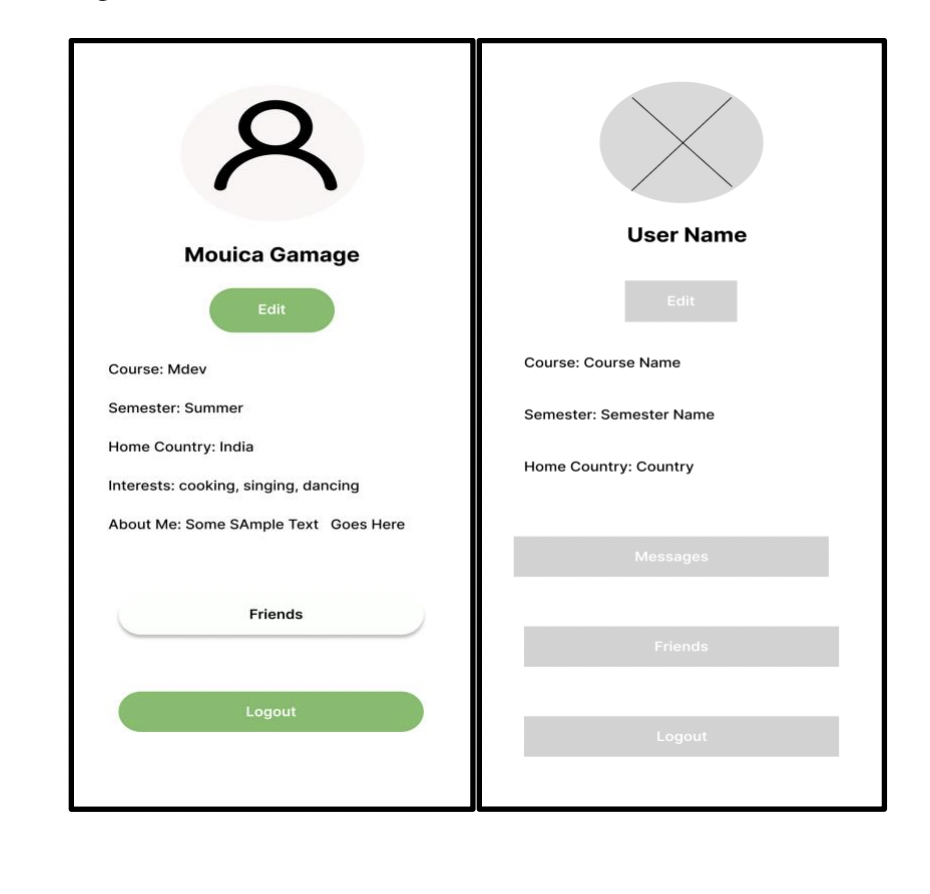 Mouica Gamage
Edit
Course: Mdev
Semester: Summer
Home Country: India
Interests: cooking, singing, dancing
About Me: Some SAmple Text Goes Here
Friends
Logout
User Name
Edit
Course: Course Name
Semester: Semester Name
Home Country: Country
Messages
Friends
Logout